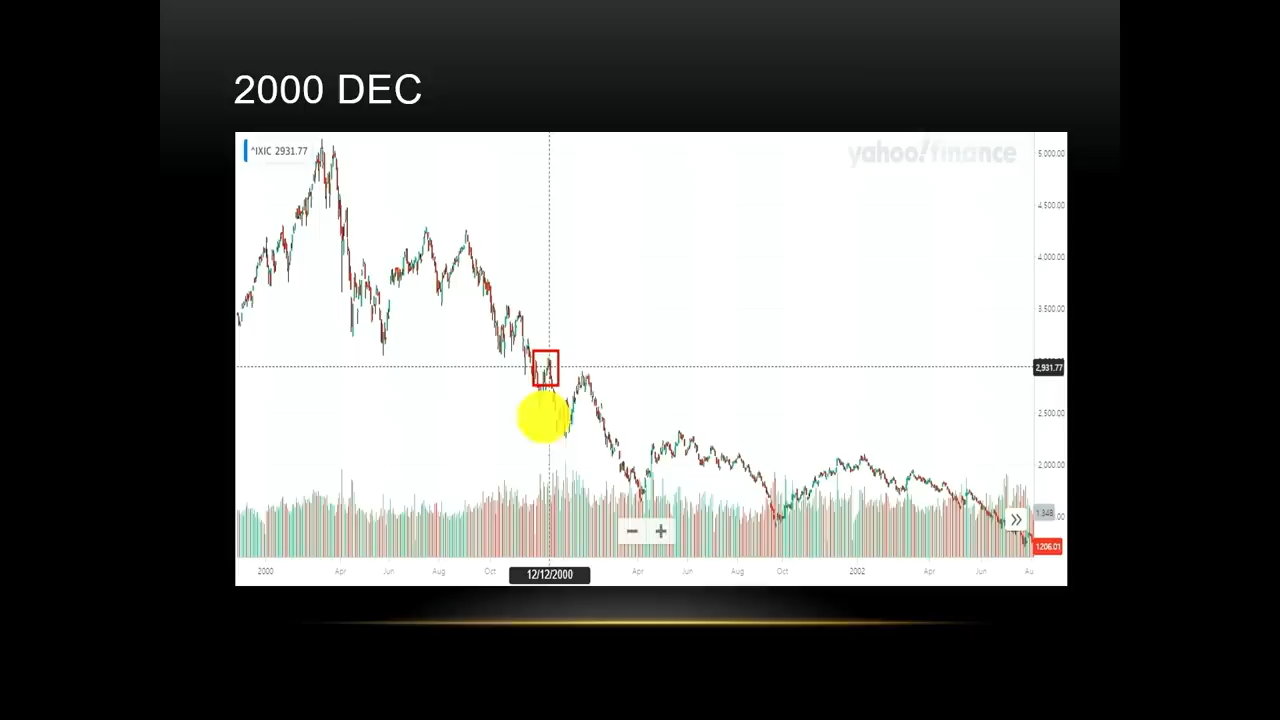 2000 DEC
^IXIC 2931.77
yahoo!finance
5,000.00
4,500.00
4,000.00
3,500.00
2,931.77
2,500.00
2,000.00
1206.01
2000
Apr
Jun
Aug
Oct
12/12/2000
Apr
Jun
Aug
Oct
2002
Apr
Jun
Au